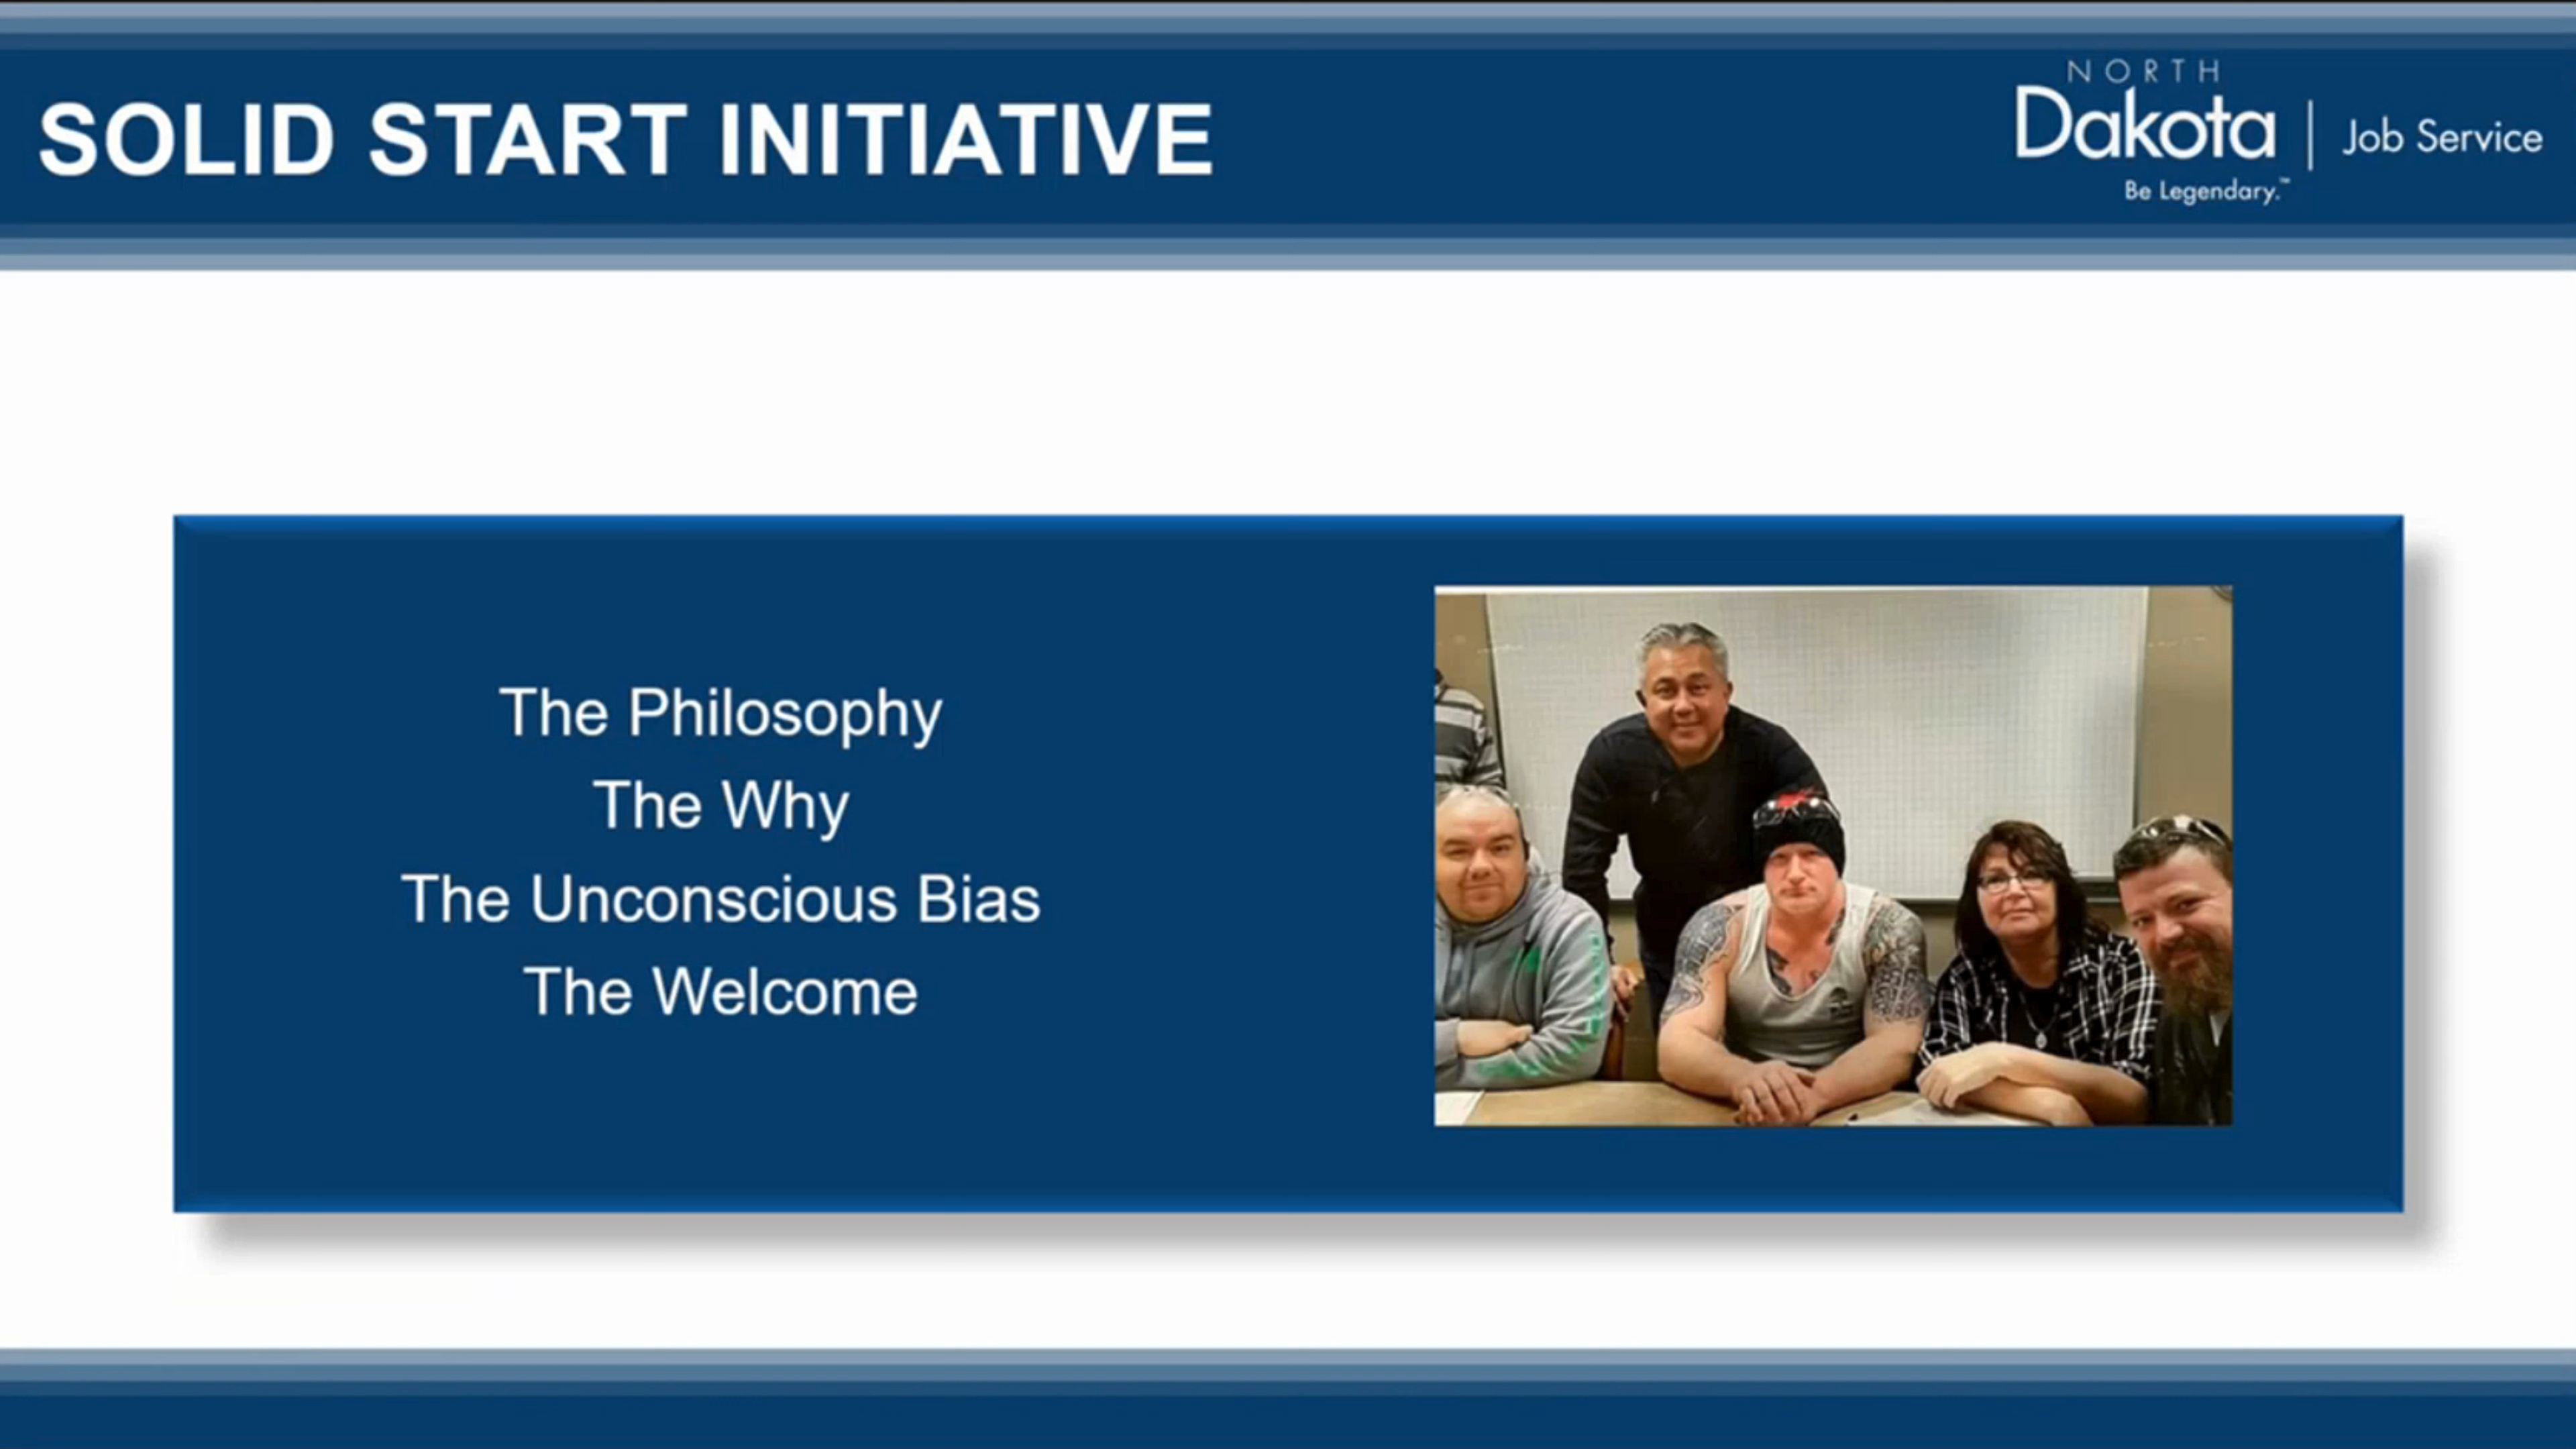 SOLID START INITIATIVE
NORTH
Dakota
Be Legendary.™
Job Service
The Philosophy
The Why
The Unconscious Bias
The Welcome